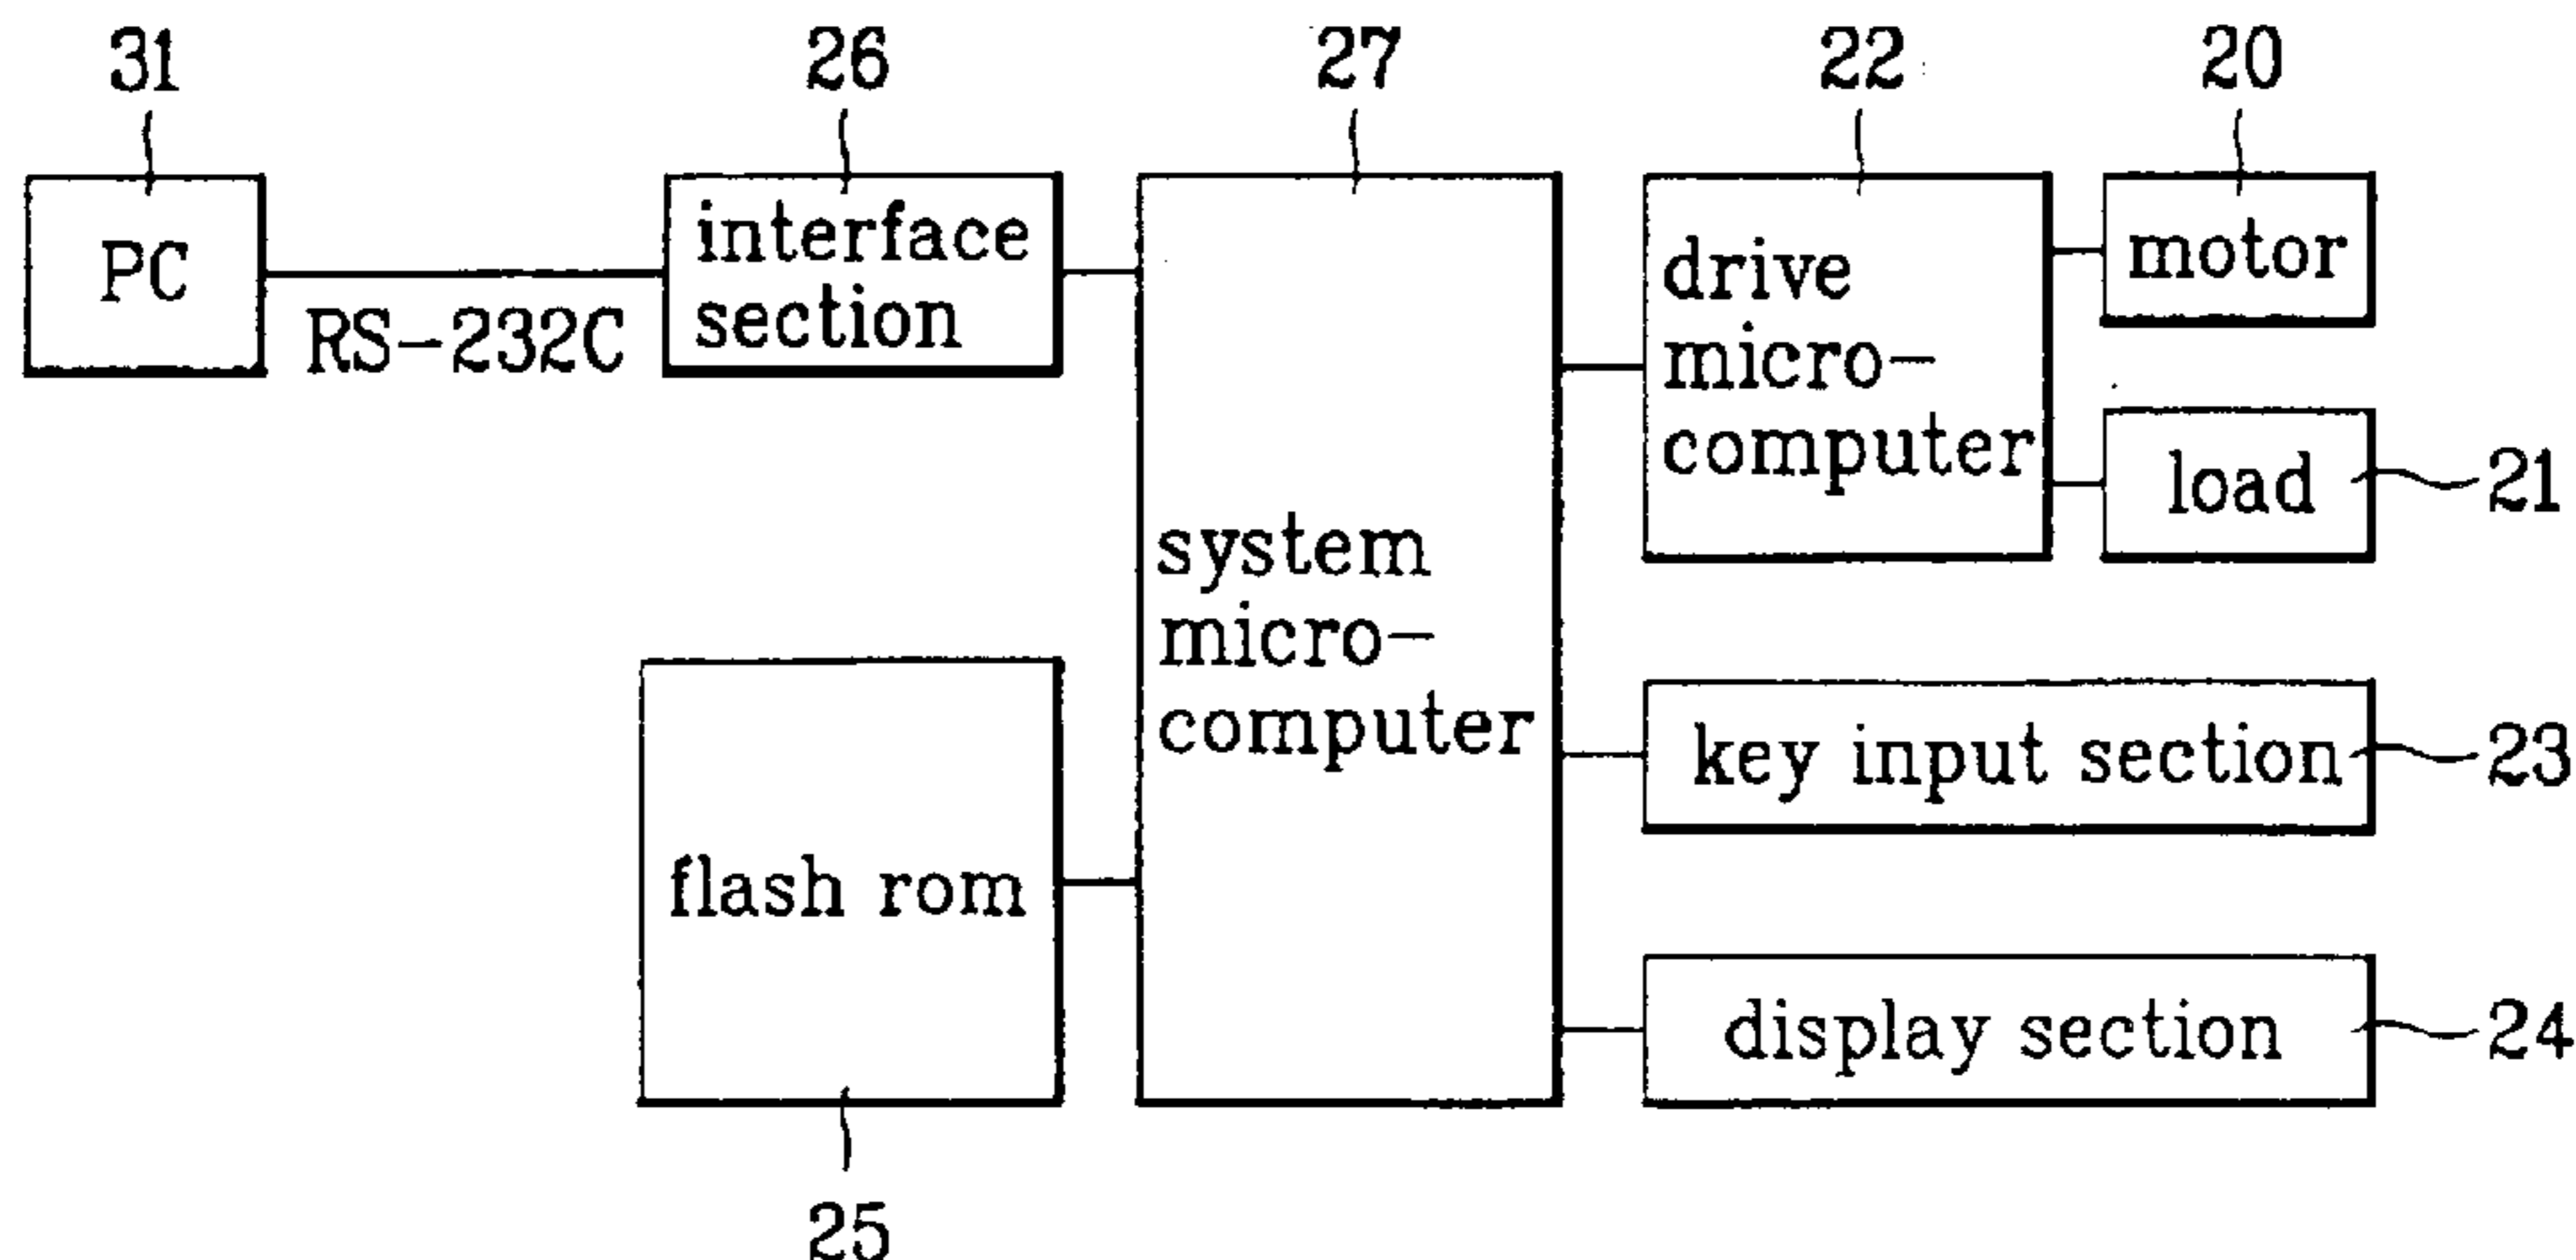 31
26
27
22
20
PC
RS-232C
interface
section
system
micro-
computer
drive
micro-
computer
motor
load
21
key input section
23
flash rom
25
display section
24